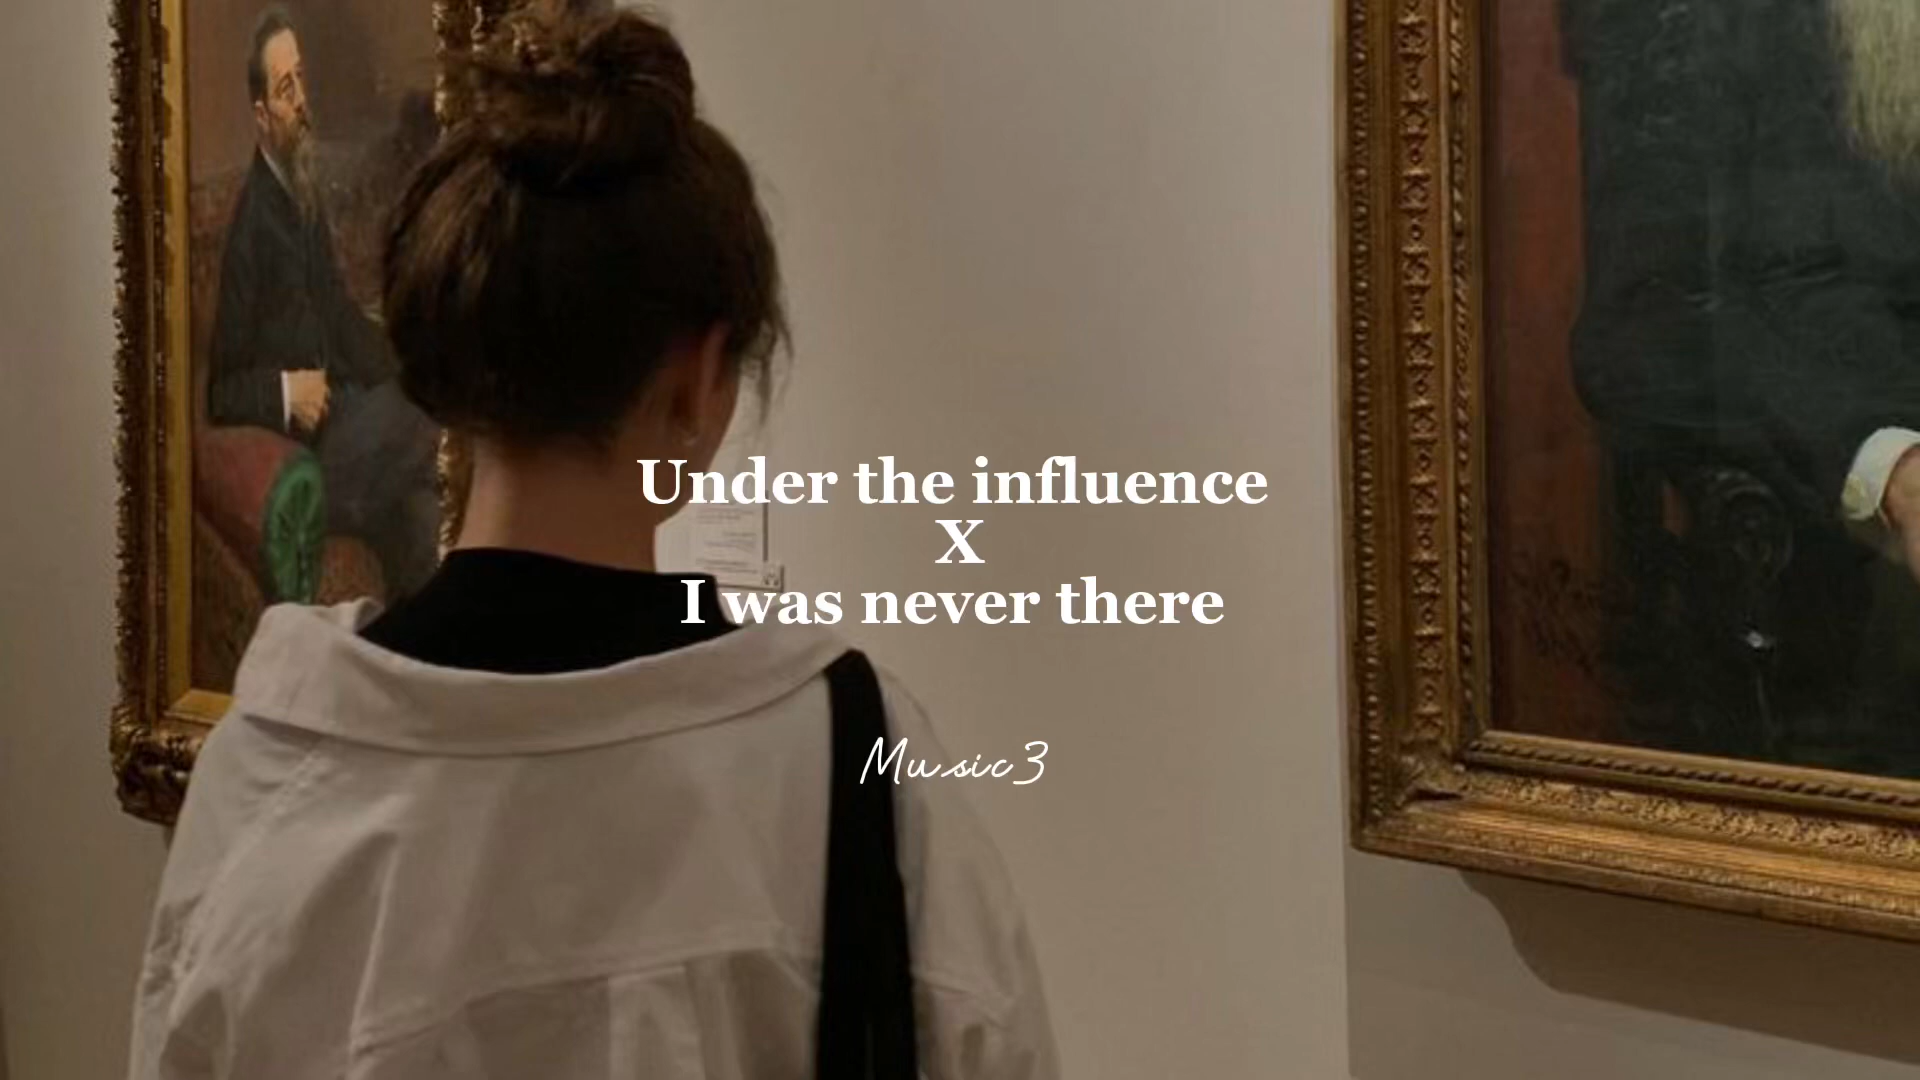 Under the influence
X
I was never there
Music3